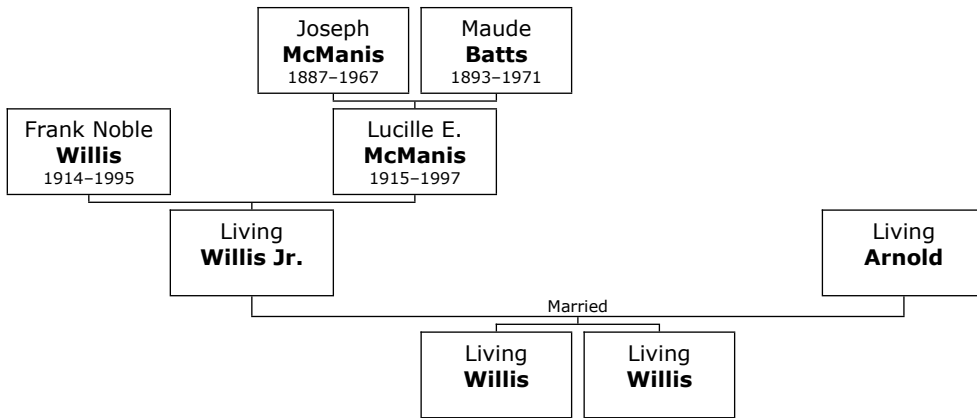 Joseph
McManis
1887–1967
Maude
Batts
1893–1971
Frank Noble
Willis
1914–1995
Lucille E.
McManis
1915–1997
Living
Willis Jr.
Living
Arnold
Married
Living
Willis
Living
Willis